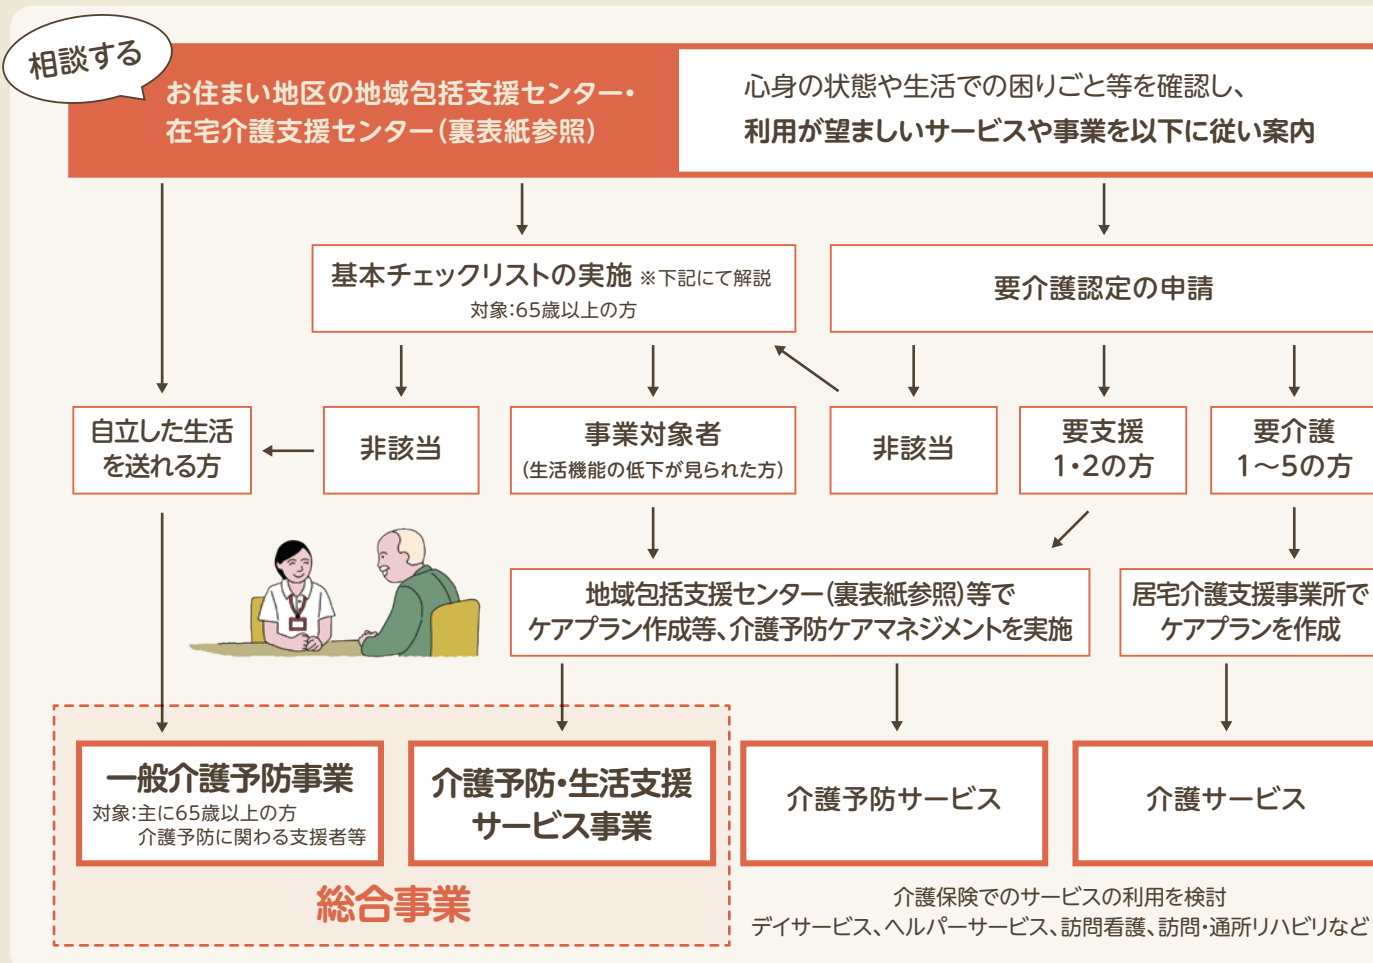 相談する
お住まい地区の地域包括支援センター・
在宅介護支援センター(裏表紙参照)
心身の状態や生活での困りごと等を確認し、
利用が望ましいサービスや事業を以下に従い案内
基本チェックリストの実施 ※下記にて解説
対象:65歳以上の方
要介護認定の申請
自立した生活
を送れる方
非該当
事業対象者
(生活機能の低下が見られた方)
非該当
要支援
1・2の方
要介護
1〜5の方
地域包括支援センター(裏表紙参照)等で
ケアプラン作成等、介護予防ケアマネジメントを実施
居宅介護支援事業所で
ケアプランを作成
一般介護予防事業
対象:主に65歳以上の方
介護予防に関わる支援者等
介護予防・生活支援
サービス事業
介護予防サービス
介護サービス
総合事業
介護保険でのサービスの利用を検討
デイサービス、ヘルパーサービス、訪問看護、訪問・通所リハビリなど